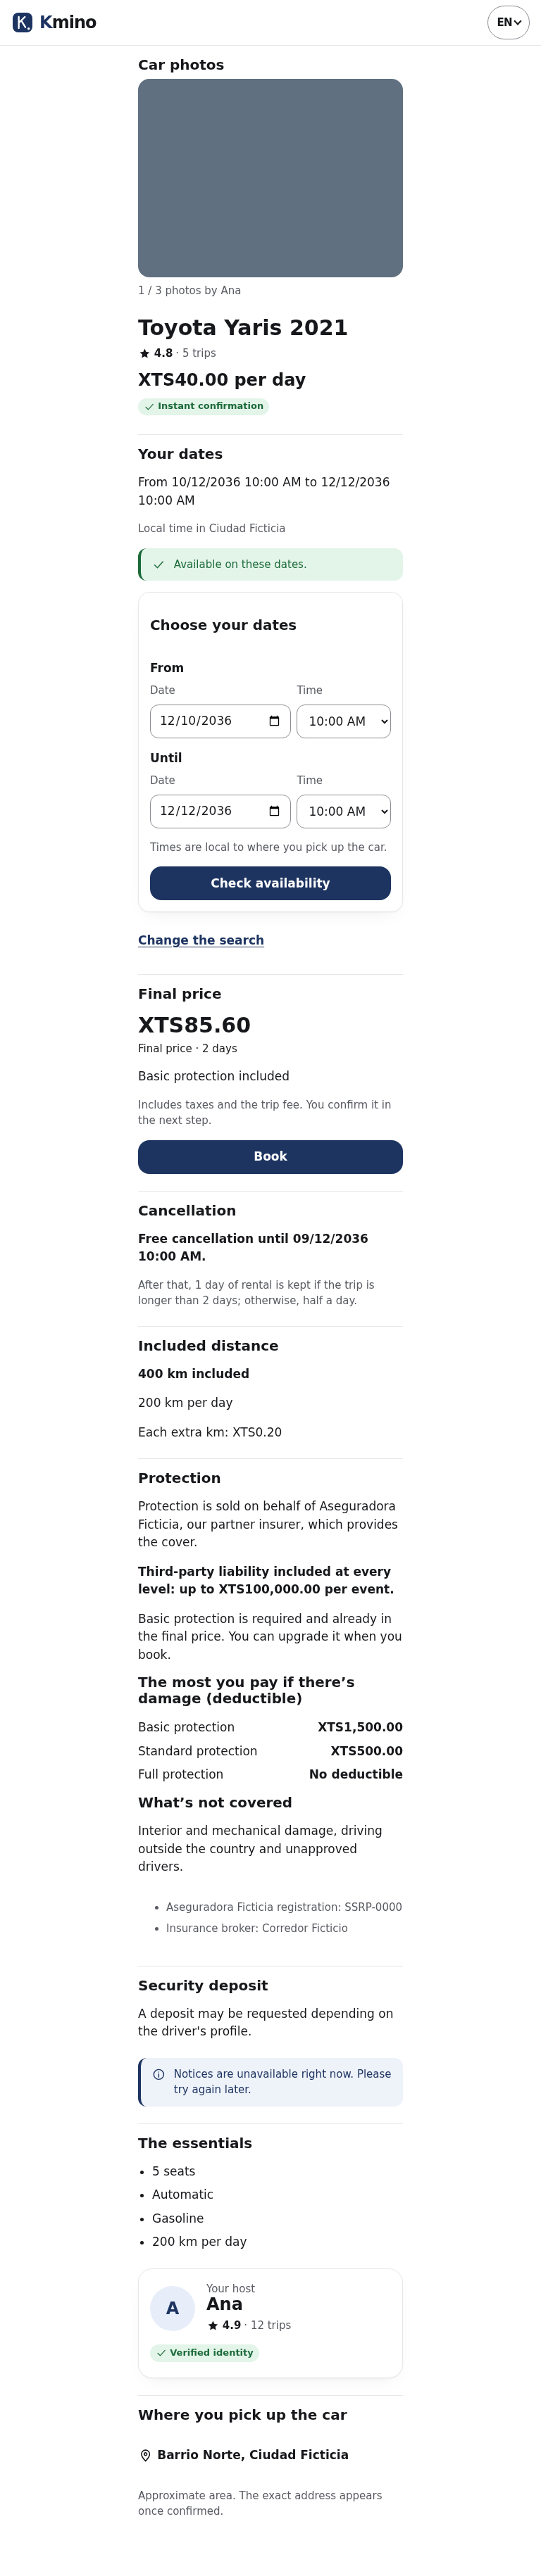 Kmino
EN
Car photos
1 / 3 photos by Ana
Toyota Yaris 2021
4.8 · 5 trips
XTS40.00 per day
Instant confirmation
Your dates
From 10/12/2036 10:00 AM to 12/12/2036
10:00 AM
Local time in Ciudad Ficticia
Available on these dates.
Choose your dates
From
Date Time
12/10/2036 10:00 AM
Until
Date Time
12/12/2036 10:00 AM
Times are local to where you pick up the car.
Check availability
Change the search
Final price
XTS85.60
Final price · 2 days
Basic protection included
Includes taxes and the trip fee. You confirm it in
the next step.
Book
Cancellation
Free cancellation until 09/12/2036
10:00 AM.
After that, 1 day of rental is kept if the trip is
longer than 2 days; otherwise, half a day.
Included distance
400 km included
200 km per day
Each extra km: XTS0.20
Protection
Protection is sold on behalf of Aseguradora
Ficticia, our partner insurer, which provides
the cover.
Third-party liability included at every
level: up to XTS100,000.00 per event.
Basic protection is required and already in
the final price. You can upgrade it when you
book.
The most you pay if there’s
damage (deductible)
Basic protection XTS1,500.00
Standard protection XTS500.00
Full protection No deductible
What’s not covered
Interior and mechanical damage, driving
outside the country and unapproved
drivers.
• Aseguradora Ficticia registration: SSRP-0000
• Insurance broker: Corredor Ficticio
Security deposit
A deposit may be requested depending on
the driver's profile.
Notices are unavailable right now. Please
try again later.
The essentials
• 5 seats
• Automatic
• Gasoline
• 200 km per day
A
Your host
Ana
4.9 · 12 trips
Verified identity
Where you pick up the car
Barrio Norte, Ciudad Ficticia
Approximate area. The exact address appears
once confirmed.